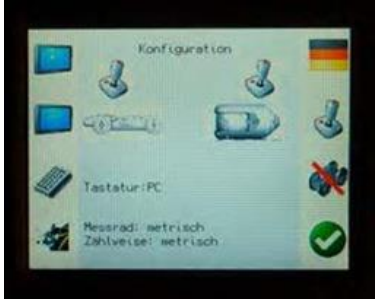 Konfiguration
Tastatur:PC
Messrad: metrisch
Zählweise: metrisch